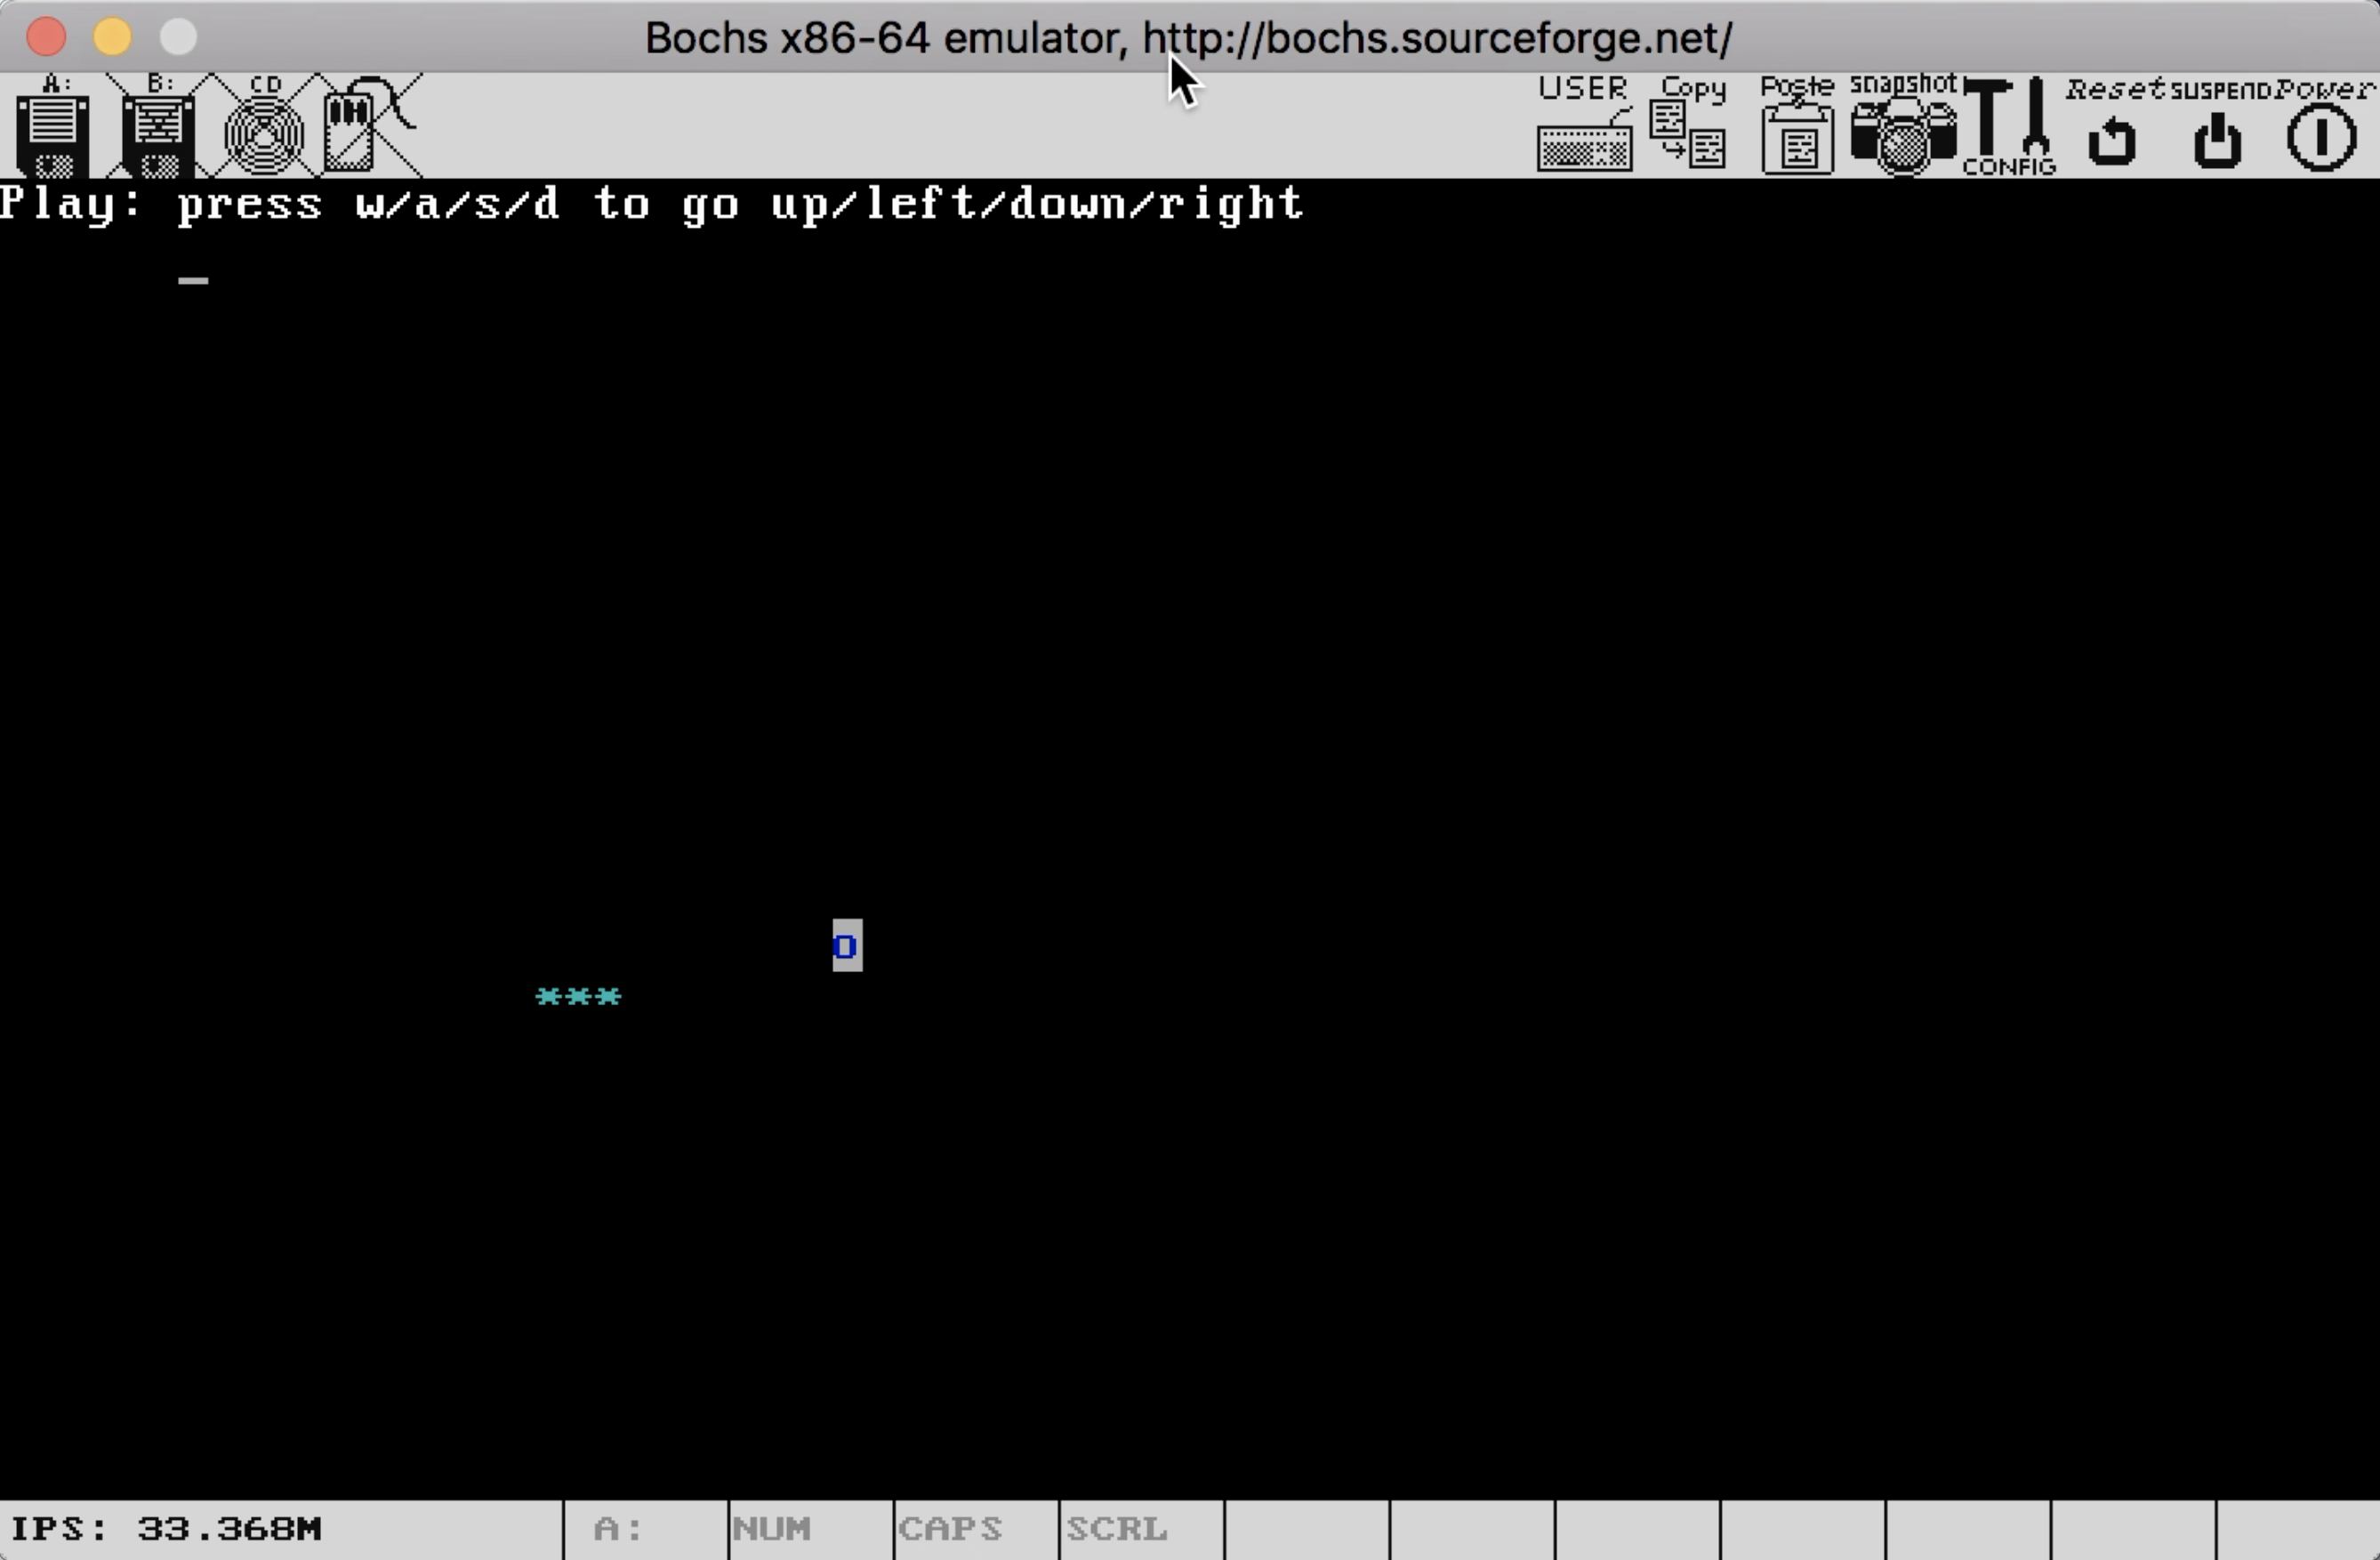 Bochs x86-64 emulator, http://bochs.sourceforge.net/
A: B: CD USER Copy Paste snapshot CONFIG Reset SUSPEND Power
Play: press w/a/s/d to go up/left/down/right
_
o
***
IPS: 33.368M A: NUM CAPS SCRL